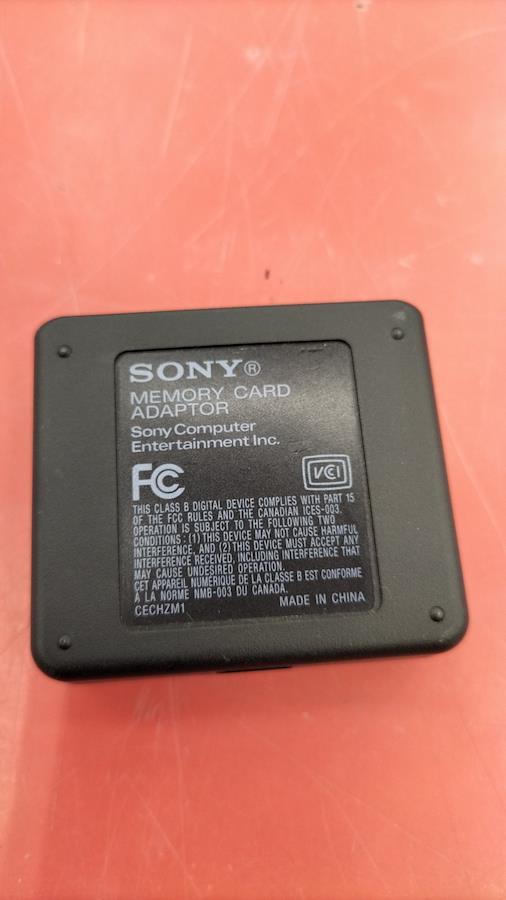 SONY®
MEMORY CARD
ADAPTOR
Sony Computer
Entertainment Inc.
FC
VCI
THIS CLASS B DIGITAL DEVICE COMPLIES WITH PART 15
OF THE FCC RULES AND THE CANADIAN ICES-003.
OPERATION IS SUBJECT TO THE FOLLOWING TWO
CONDITIONS : (1) THIS DEVICE MAY NOT CAUSE HARMFUL
INTERFERENCE, AND (2) THIS DEVICE MUST ACCEPT ANY
INTERFERENCE RECEIVED, INCLUDING INTERFERENCE THAT
MAY CAUSE UNDESIRED OPERATION.
CET APPAREIL NUMERIQUE DE LA CLASSE B EST CONFORME
A LA NORME NMB-003 DU CANADA.
CECHZM1 MADE IN CHINA